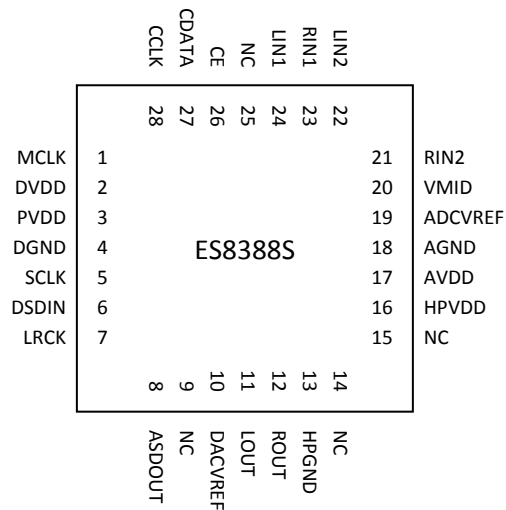 CCLK
CDATA
CE
NC
LIN1
RIN1
LIN2
28
27
26
25
24
23
22
MCLK 1
DVDD 2
PVDD 3
DGND 4
SCLK 5
DSDIN 6
LRCK 7
ES8388S
21 RIN2
20 VMID
19 ADCVREF
18 AGND
17 AVDD
16 HPVDD
15 NC
8
9
10
11
12
13
14
ASDOUT
NC
DACVREF
LOUT
ROUT
HPGND
NC